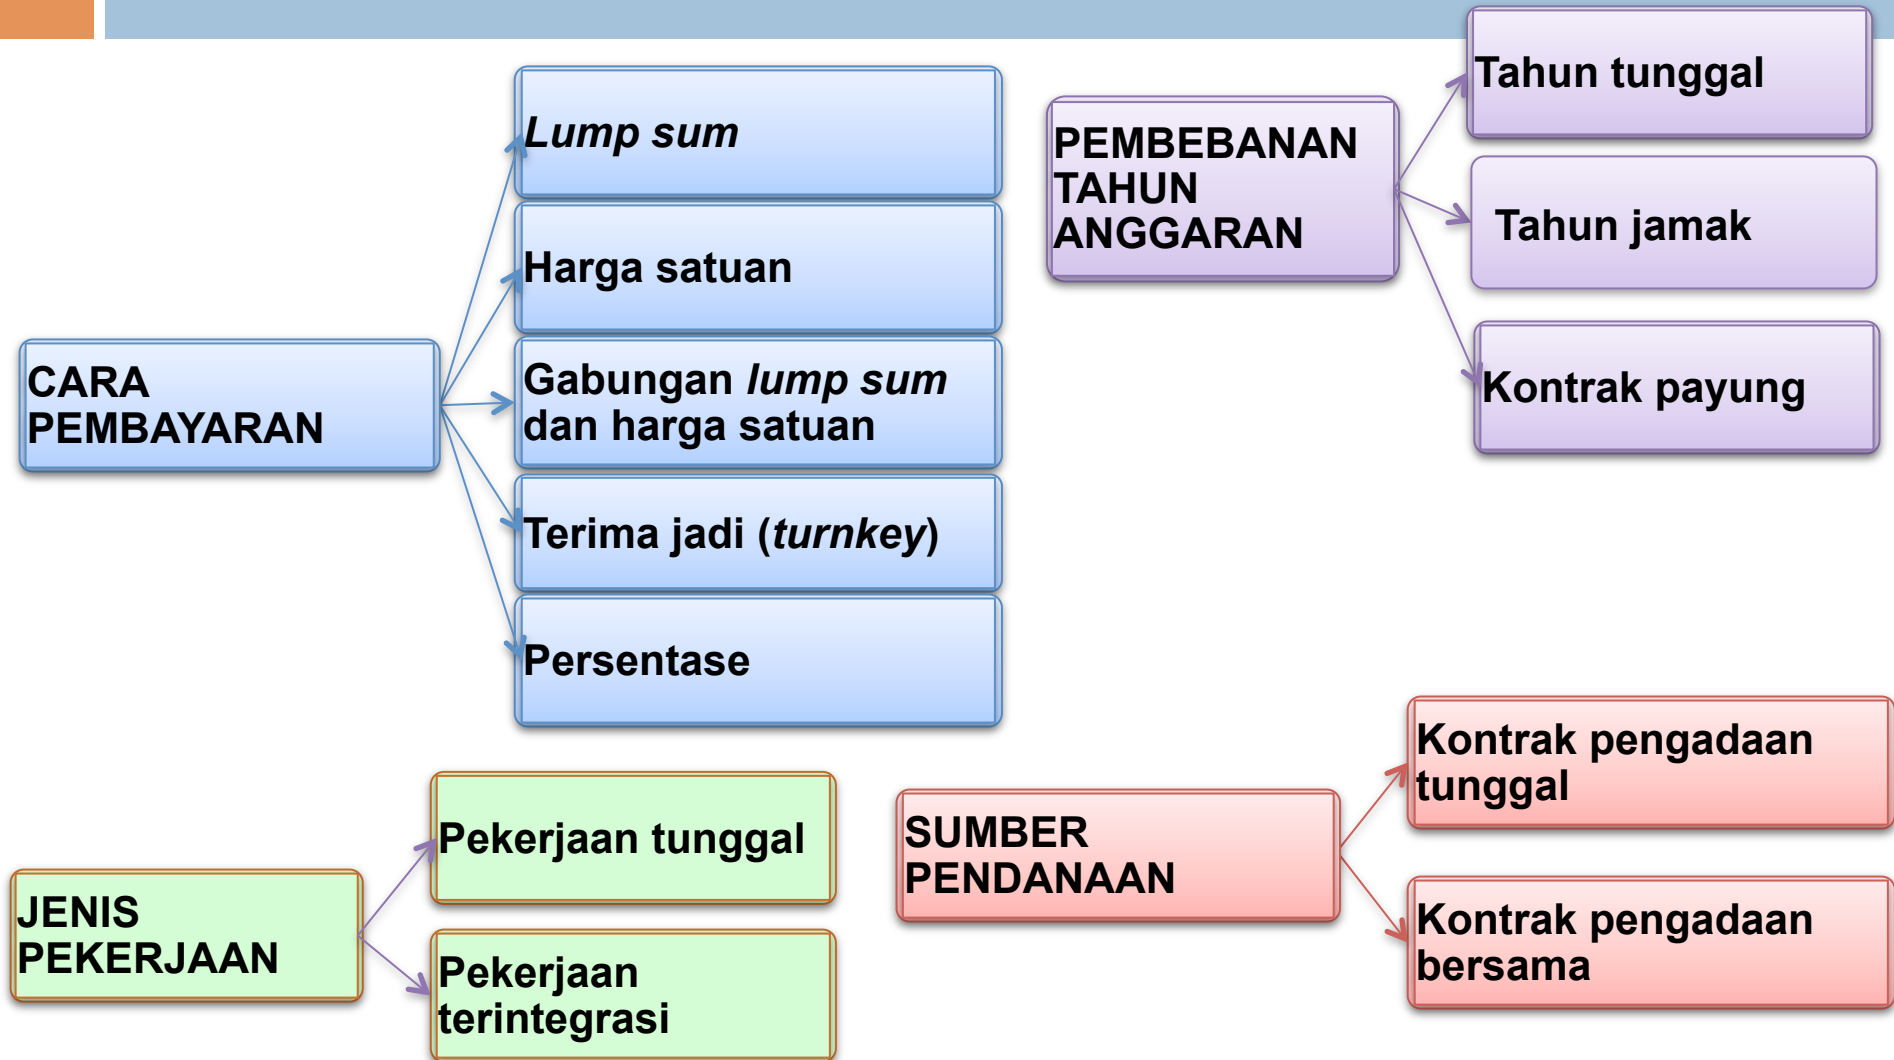 CARA
PEMBAYARAN
Lump sum
Harga satuan
Gabungan lump sum
dan harga satuan
Terima jadi (turnkey)
Persentase
PEMBEBANAN
TAHUN
ANGGARAN
Tahun tunggal
Tahun jamak
Kontrak payung
JENIS
PEKERJAAN
Pekerjaan tunggal
Pekerjaan
terintegrasi
SUMBER
PENDANAAN
Kontrak pengadaan
tunggal
Kontrak pengadaan
bersama